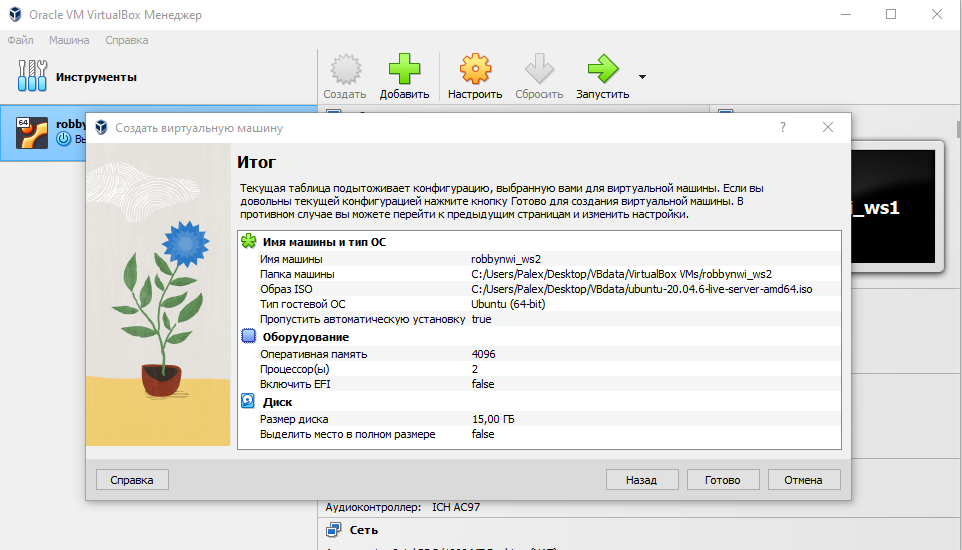 Oracle VM VirtualBox Менеджер
Файл Машина Справка
Инструменты
Создать Добавить Настроить Сбросить Запустить
64
robby
Вы
i_ws1
Создать виртуальную машину
?
Итог
Текущая таблица подытоживает конфигурацию, выбранную вами для виртуальной машины. Если вы
довольны текущей конфигурацией нажмите кнопку Готово для создания виртуальной машины. В
противном случае вы можете перейти к предыдущим страницам и изменить настройки.
Имя машины и тип ОС
Имя машины robbynwi_ws2
Папка машины C:/Users/Palex/Desktop/VBdata/VirtualBox VMs/robbynwi_ws2
Образ ISO C:/Users/Palex/Desktop/VBdata/ubuntu-20.04.6-live-server-amd64.iso
Тип гостевой ОС Ubuntu (64-bit)
Пропустить автоматическую установку true
Оборудование
Оперативная память 4096
Процессор(ы) 2
Включить EFI false
Диск
Размер диска 15,00 ГБ
Выделить место в полном размере false
Справка Назад Готово Отмена
Аудиоконтроллер: ICH AC97
Сеть